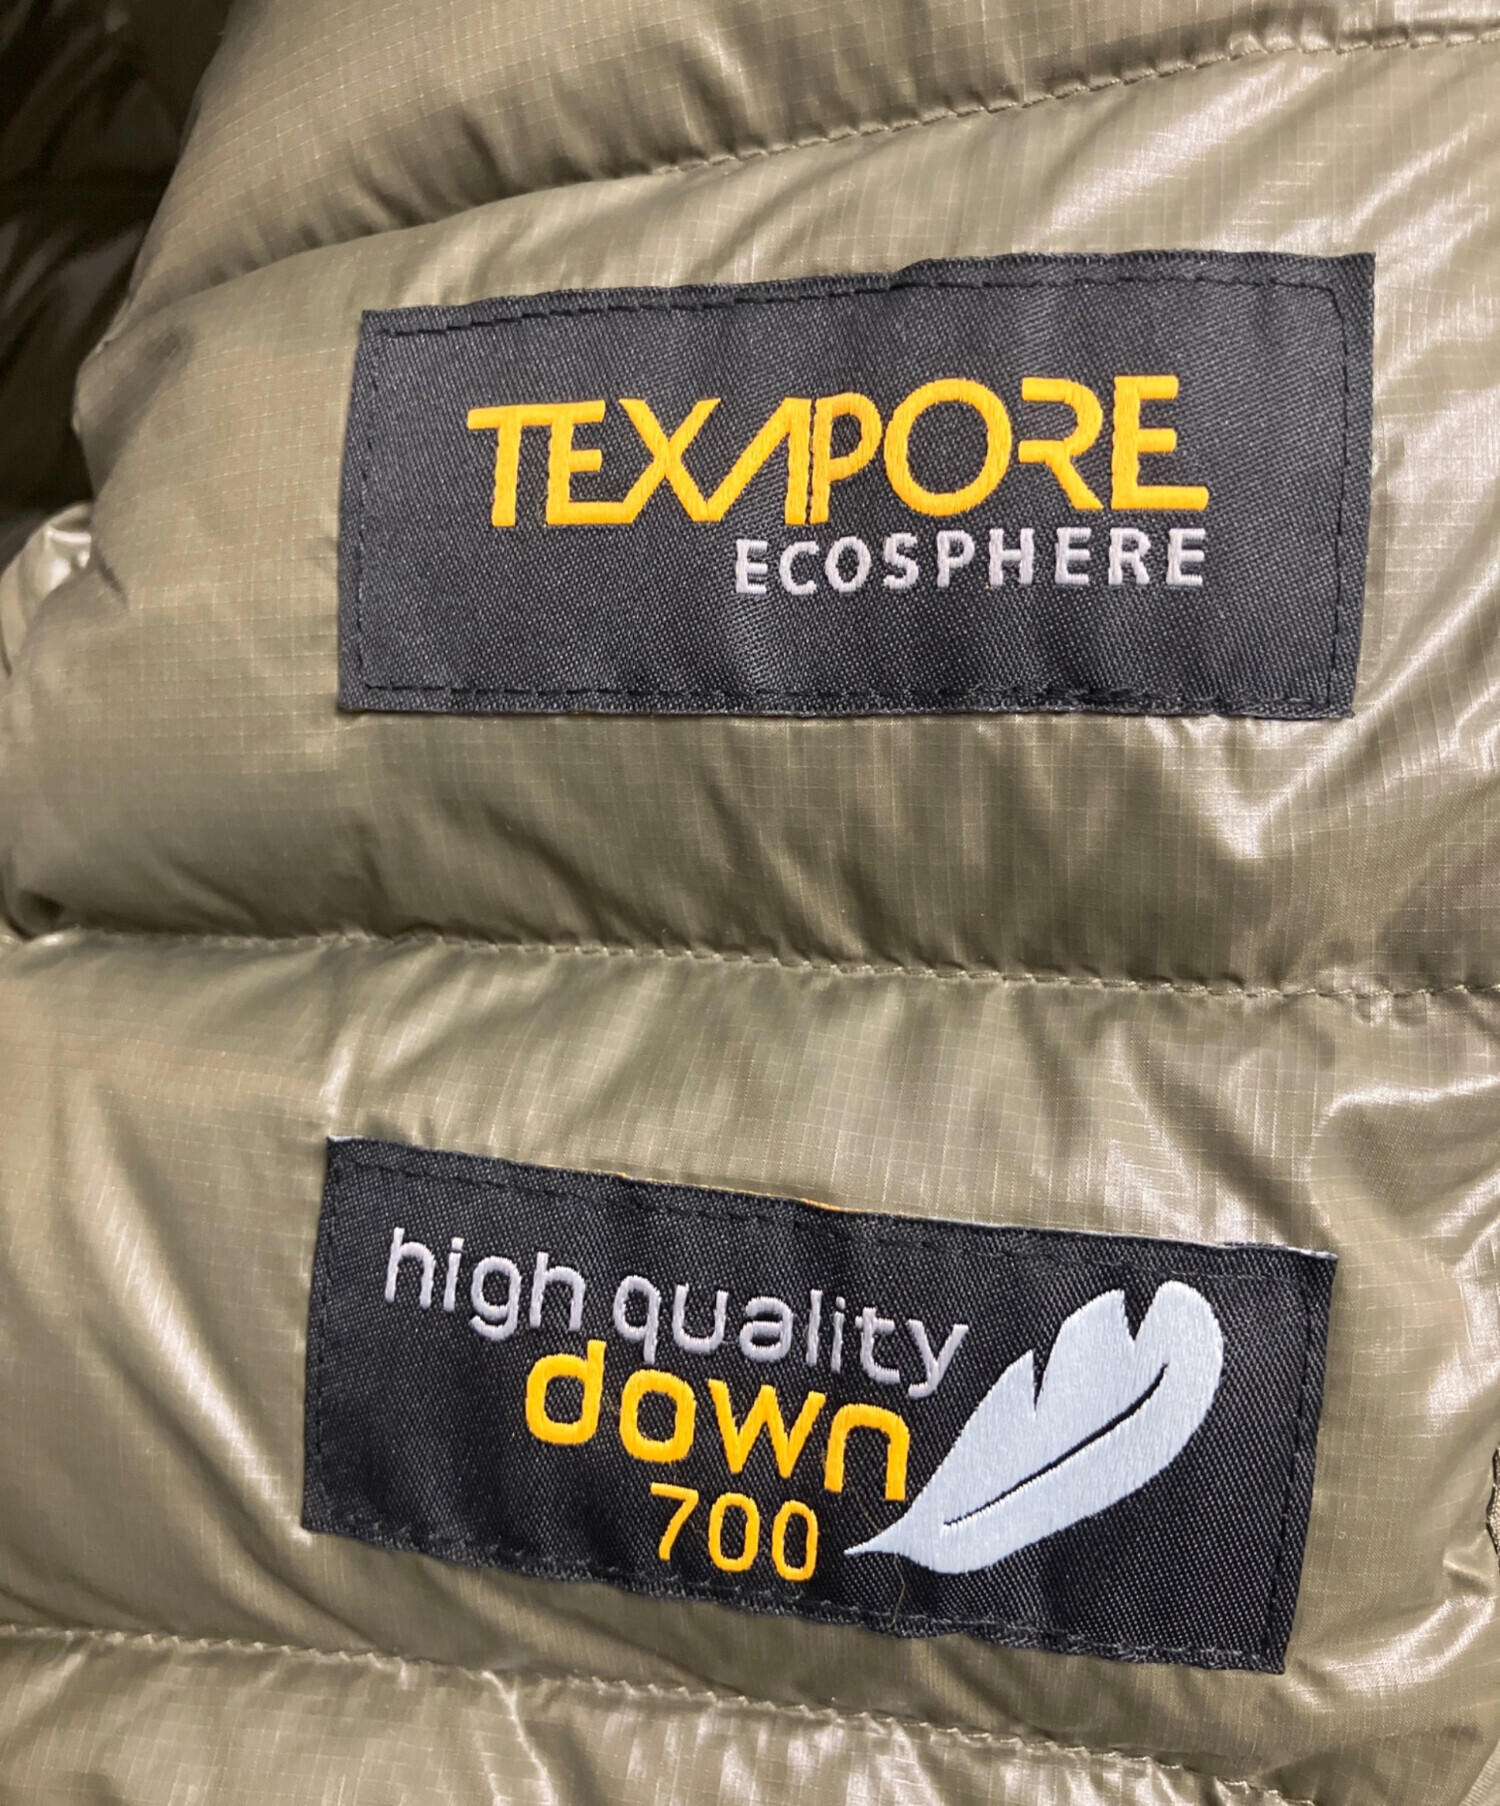 TEXAPORE
ECOSPHERE
high quality
down
700